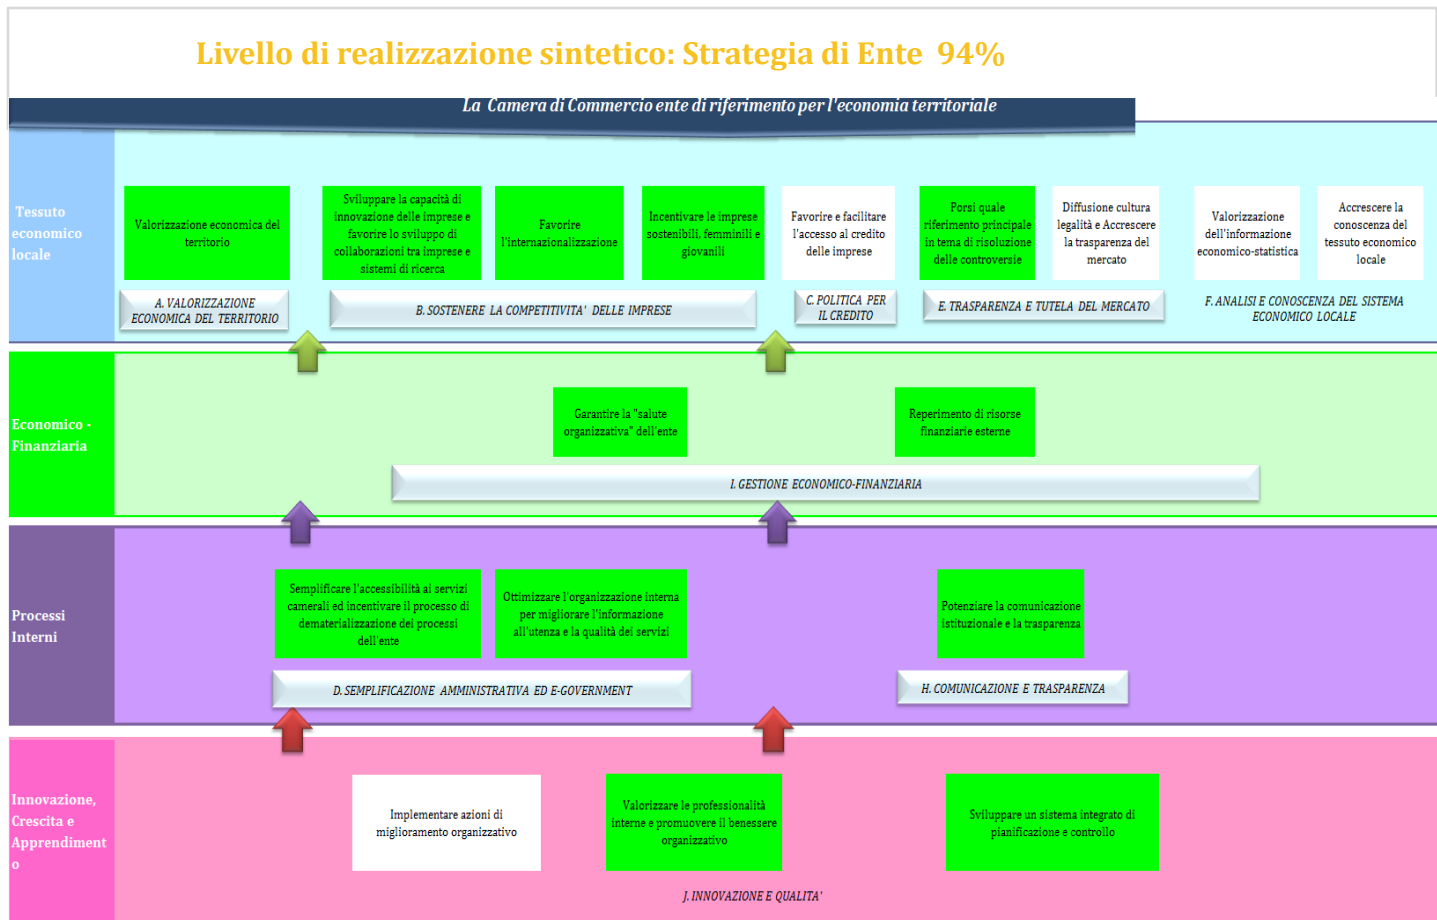 Livello di realizzazione sintetico: Strategia di Ente 94%
La Camera di Commercio ente di riferimento per l'economia territoriale
Tessuto
economico
locale
Valorizzazione economica del
territorio
Sviluppare la capacità di
innovazione delle imprese e
favorire lo sviluppo di
collaborazioni tra imprese e
sistemi di ricerca
Favorire
l'internazionalizzazione
Incentivare le imprese
sostenibili, femminili e
giovanili
Favorire e facilitare
l'accesso al credito
delle imprese
Porsi quale
riferimento principale
in tema di risoluzione
delle controversie
Diffusione cultura
legalità e Accrescere
la trasparenza del
mercato
Valorizzazione
dell'informazione
economico-statistica
Accrescere la
conoscenza del
tessuto economico
locale
A. VALORIZZAZIONE
ECONOMICA DEL TERRITORIO
B. SOSTENERE LA COMPETITIVITA' DELLE IMPRESE
C. POLITICA PER
IL CREDITO
E. TRASPARENZA E TUTELA DEL MERCATO
F. ANALISI E CONOSCENZA DEL SISTEMA
ECONOMICO LOCALE
Economico -
Finanziaria
Garantire la "salute
organizzativa" dell'ente
Reperimento di risorse
finanziarie esterne
I. GESTIONE ECONOMICO-FINANZIARIA
Processi
Interni
Semplificare l'accessibilità ai servizi
camerali ed incentivare il processo di
dematerializzazione dei processi
dell'ente
Ottimizzare l'organizzazione interna
per migliorare l'informazione
all'utenza e la qualità dei servizi
Potenziare la comunicazione
istituzionale e la trasparenza
D. SEMPLIFICAZIONE AMMINISTRATIVA ED E-GOVERNMENT
H. COMUNICAZIONE E TRASPARENZA
Innovazione,
Crescita e
Apprendiment
o
Implementare azioni di
miglioramento organizzativo
Valorizzare le professionalità
interne e promuovere il benessere
organizzativo
Sviluppare un sistema integrato di
pianificazione e controllo
J. INNOVAZIONE E QUALITA'